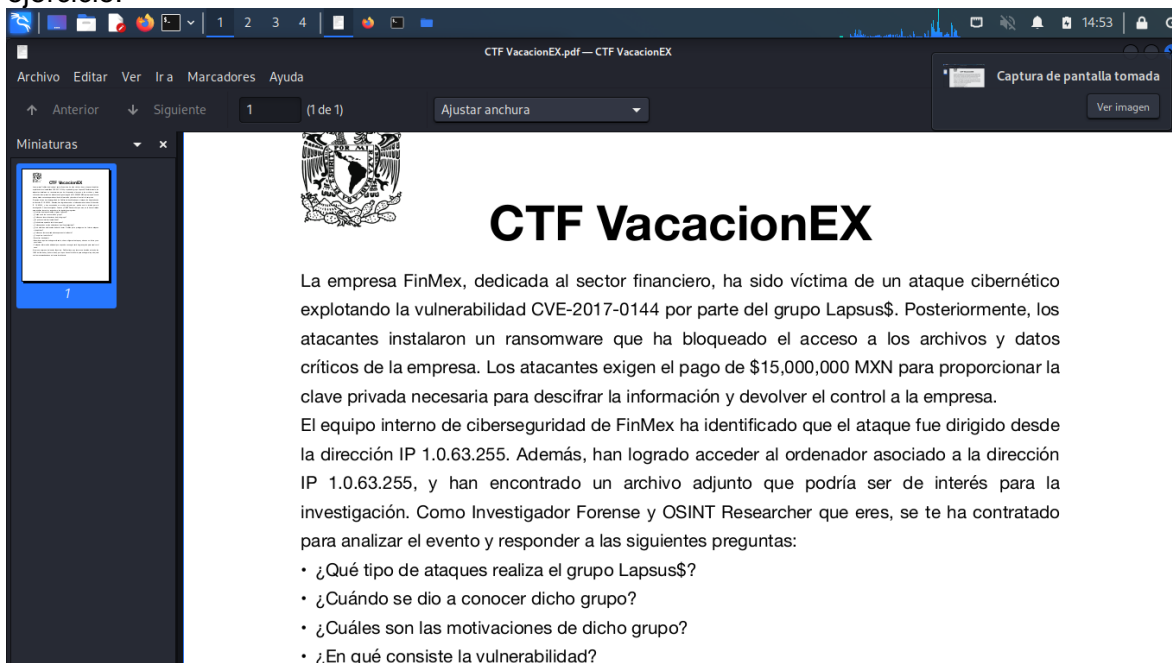 ejercicio.
1 2 3 4
14:53
CTF VacacionEX.pdf — CTF VacacionEX
Archivo Editar Ver Ir a Marcadores Ayuda
Captura de pantalla tomada
Anterior Siguiente 1 (1 de 1) Ajustar anchura
Ver imagen
Miniaturas
1
POR MI RAZA
CTF VacacionEX
La empresa FinMex, dedicada al sector financiero, ha sido víctima de un ataque cibernético
explotando la vulnerabilidad CVE-2017-0144 por parte del grupo Lapsus$. Posteriormente, los
atacantes instalaron un ransomware que ha bloqueado el acceso a los archivos y datos
críticos de la empresa. Los atacantes exigen el pago de $15,000,000 MXN para proporcionar la
clave privada necesaria para descifrar la información y devolver el control a la empresa.
El equipo interno de ciberseguridad de FinMex ha identificado que el ataque fue dirigido desde
la dirección IP 1.0.63.255. Además, han logrado acceder al ordenador asociado a la dirección
IP 1.0.63.255, y han encontrado un archivo adjunto que podría ser de interés para la
investigación. Como Investigador Forense y OSINT Researcher que eres, se te ha contratado
para analizar el evento y responder a las siguientes preguntas:
• ¿Qué tipo de ataques realiza el grupo Lapsus$?
• ¿Cuándo se dio a conocer dicho grupo?
• ¿Cuáles son las motivaciones de dicho grupo?
• ¿En qué consiste la vulnerabilidad?